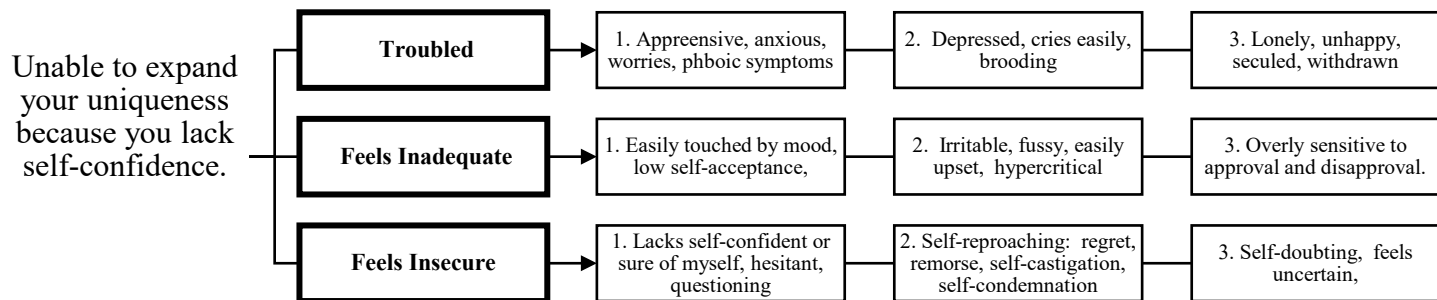 Unable to expand
your uniqueness
because you lack
self-confidence.
Troubled
1. Appreensive, anxious,
worries, phboic symptoms
2. Depressed, cries easily,
brooding
3. Lonely, unhappy,
seculed, withdrawn
Feels Inadequate
1. Easily touched by mood,
low self-acceptance,
2. Irritable, fussy, easily
upset, hypercritical
3. Overly sensitive to
approval and disapproval.
Feels Insecure
1. Lacks self-confident or
sure of myself, hesitant,
questioning
2. Self-reproaching: regret,
remorse, self-castigation,
self-condemnation
3. Self-doubting, feels
uncertain,